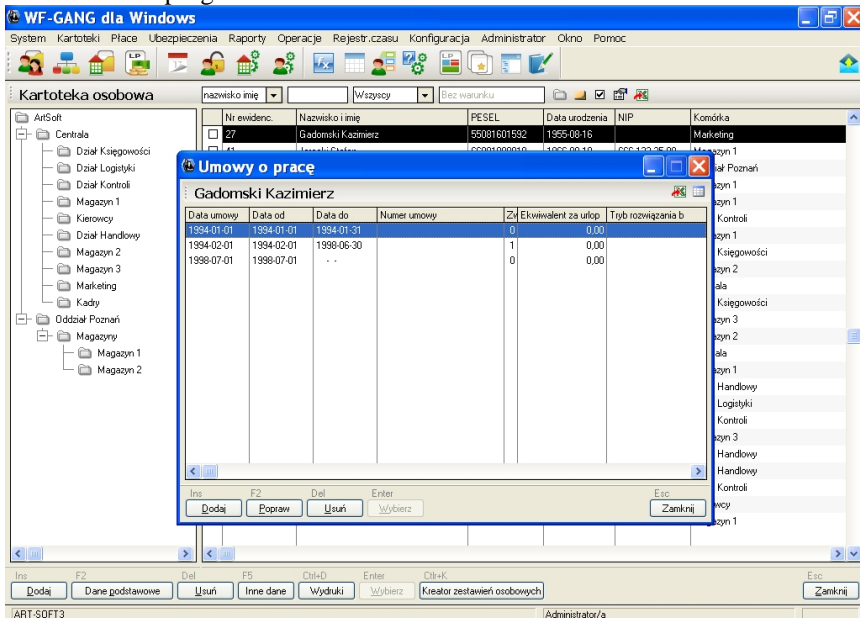 WF-GANG dla Windows
System Kartoteki Płace Ubezpieczenia Raporty Operacje Rejestr.czasu Konfiguracja Administrator Okno Pomoc
Kartoteka osobowa nazwisko imię Wszyscy Bez warunku
ArtSoft
Centrala
Dział Księgowości
Dział Logistyki
Dział Kontroli
Magazyn 1
Kierowcy
Dział Handlowy
Magazyn 2
Magazyn 3
Marketing
Kadry
Oddział Poznań
Magazyny
Magazyn 1
Magazyn 2
Nr ewidenc. Nazwisko i imię PESEL Data urodzenia NIP Komórka
27 Gadomski Kazimierz 55081601592 1955-08-16 Marketing
Umowy o pracę
Gadomski Kazimierz
Data umowy Data od Data do Numer umowy Zw Ekwiwalent za urlop Tryb rozwiązania b
1994-01-01 1994-01-01 1994-01-31 0 0,00
1994-02-01 1994-02-01 1998-06-30 1 0,00
1998-07-01 1998-07-01 - - 0 0,00
Ins F2 Del Enter Esc
Dodaj Popraw Usuń Wybierz Zamknij
Poznań
Kontroli
Księgowości
Księgowości
Handlowy
Logistyki
Kontroli
Handlowy
Handlowy
Kontroli
Ins F2 Del F5 Ctrl+D Enter Ctrl+K Esc
Dodaj Dane podstawowe Usuń Inne dane Wydruki Wybierz Kreator zestawień osobowych Zamknij
ART-SOFT3 Administrator/a